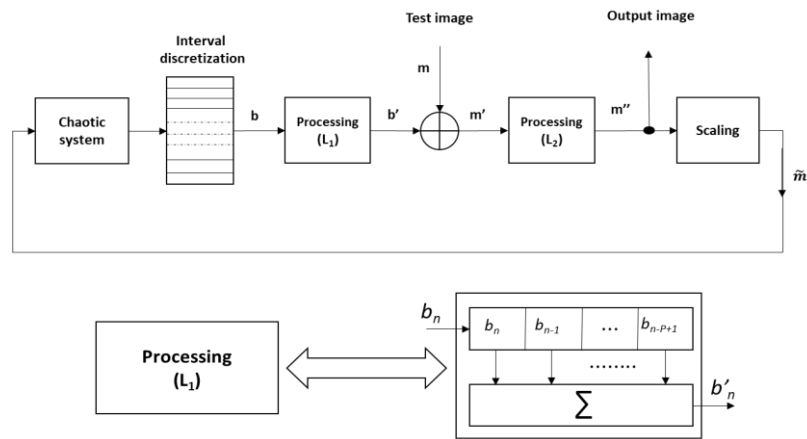 Test image
Output image
Interval
discretization
m
Chaotic
system
b
Processing
(L₁)
b'
m'
Processing
(L₂)
m''
Scaling
m̃
Processing
(L₁)
bₙ
bₙ
bₙ₋₁
...
bₙ₋P₊₁
........
Σ
b'ₙ